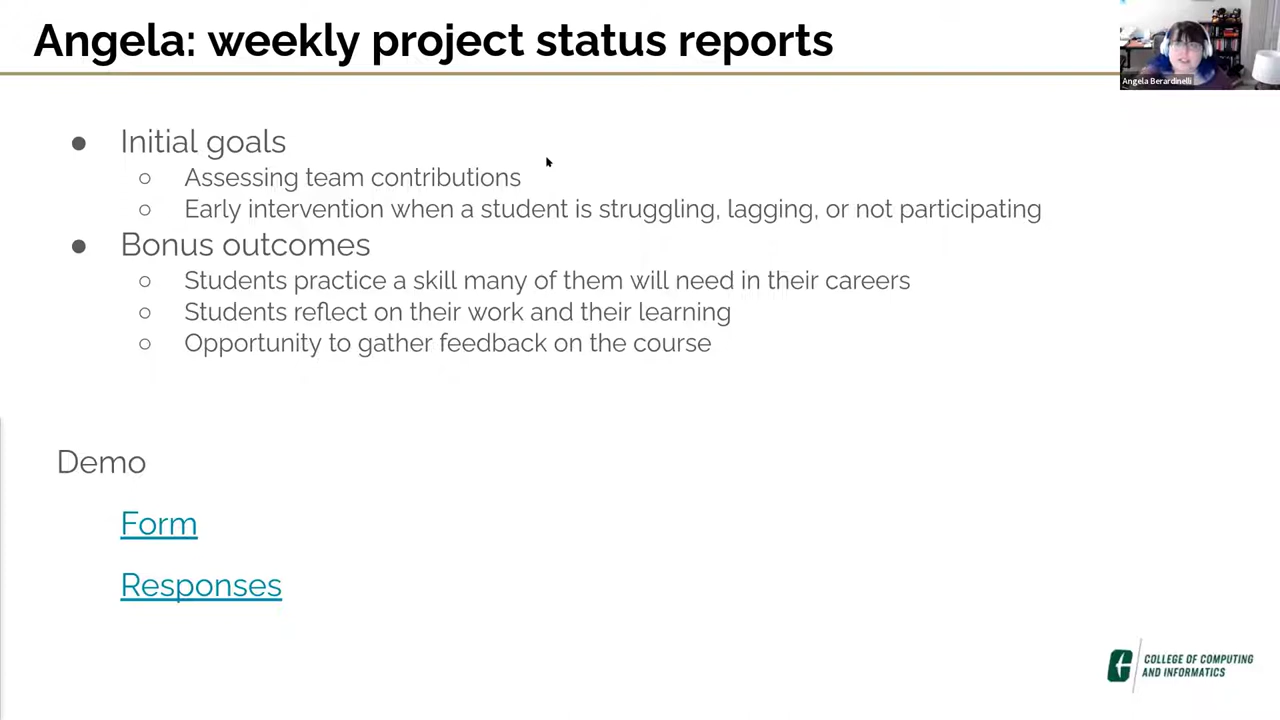 Angela: weekly project status reports
Angela Berardinelli
● Initial goals
○ Assessing team contributions
○ Early intervention when a student is struggling, lagging, or not participating
● Bonus outcomes
○ Students practice a skill many of them will need in their careers
○ Students reflect on their work and their learning
○ Opportunity to gather feedback on the course
Demo
Form
Responses
COLLEGE OF COMPUTING
AND INFORMATICS